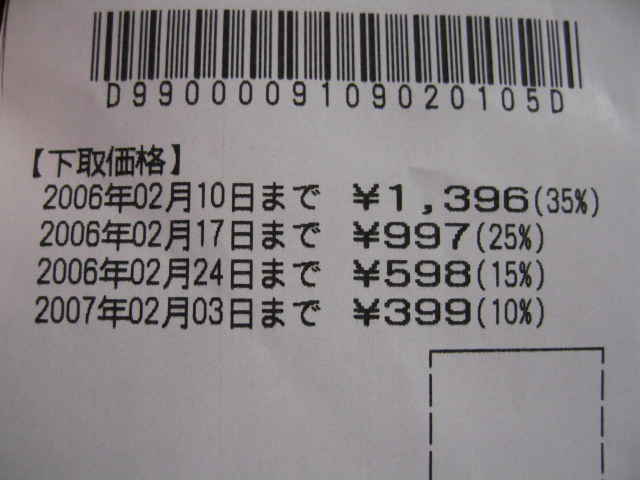 D9900009109020105D
【下取価格】
2006年02月10日まで ¥1,396(35%)
2006年02月17日まで ¥997(25%)
2006年02月24日まで ¥598(15%)
2007年02月03日まで ¥399(10%)